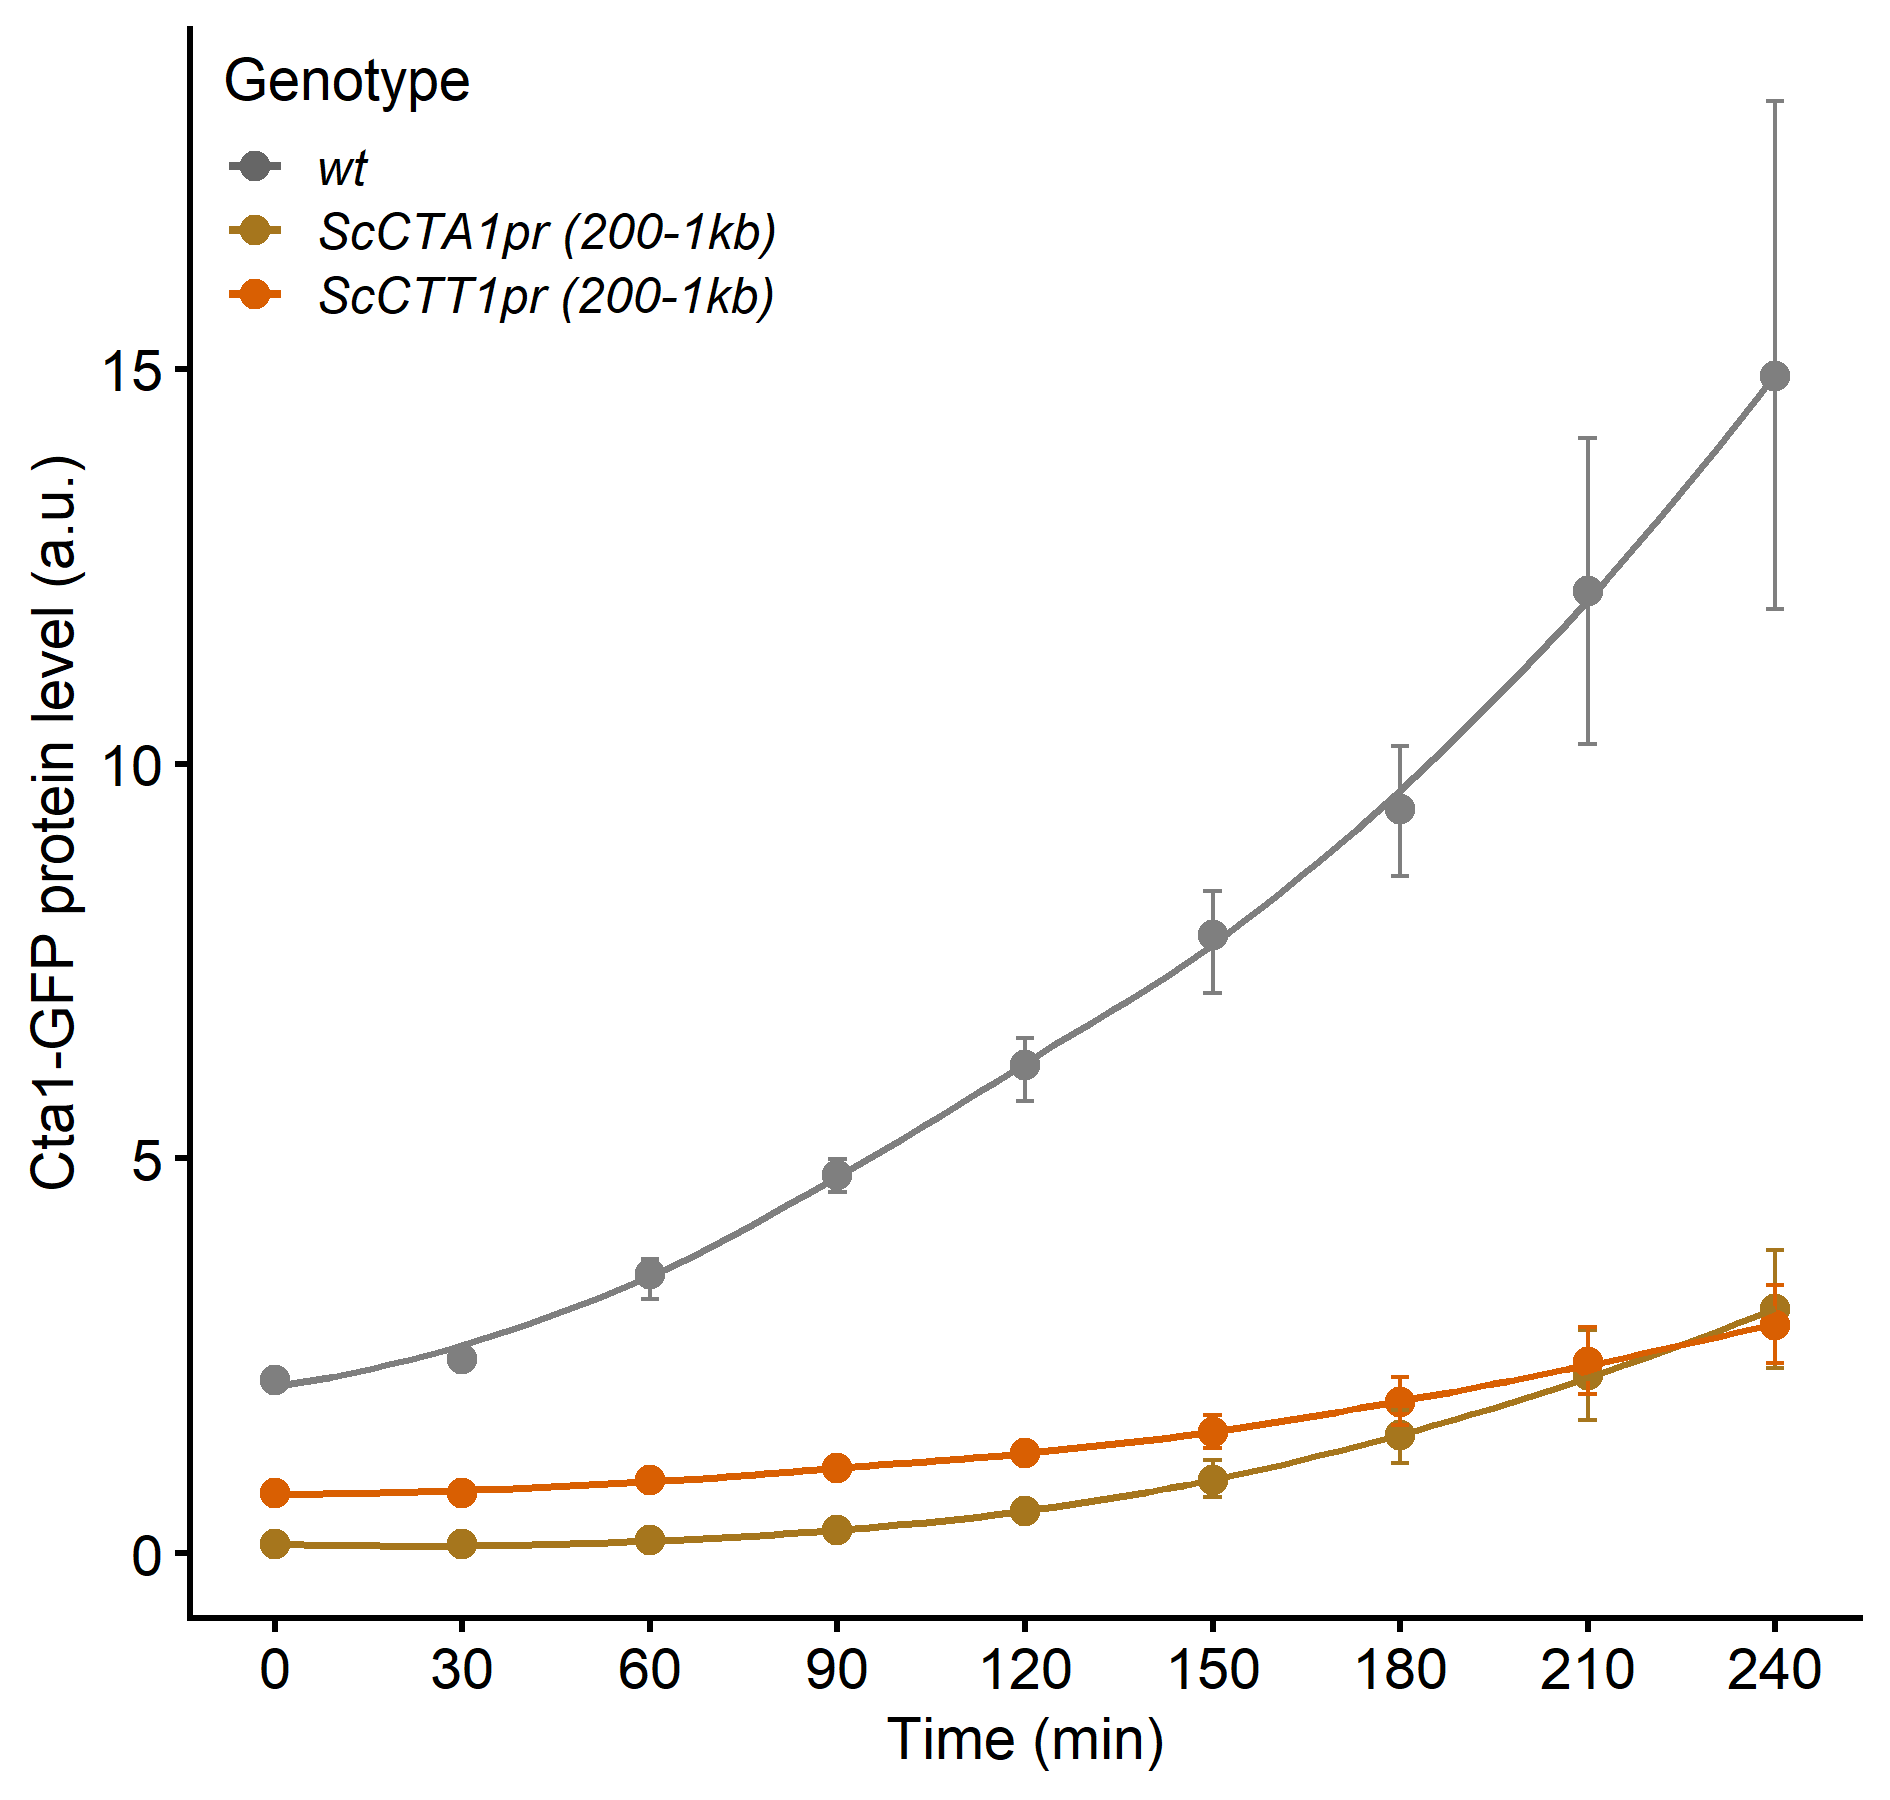 Genotype
wt
ScCTA1pr (200-1kb)
ScCTT1pr (200-1kb)
Cta1-GFP protein level (a.u.)
15
10
5
0
0 30 60 90 120 150 180 210 240
Time (min)